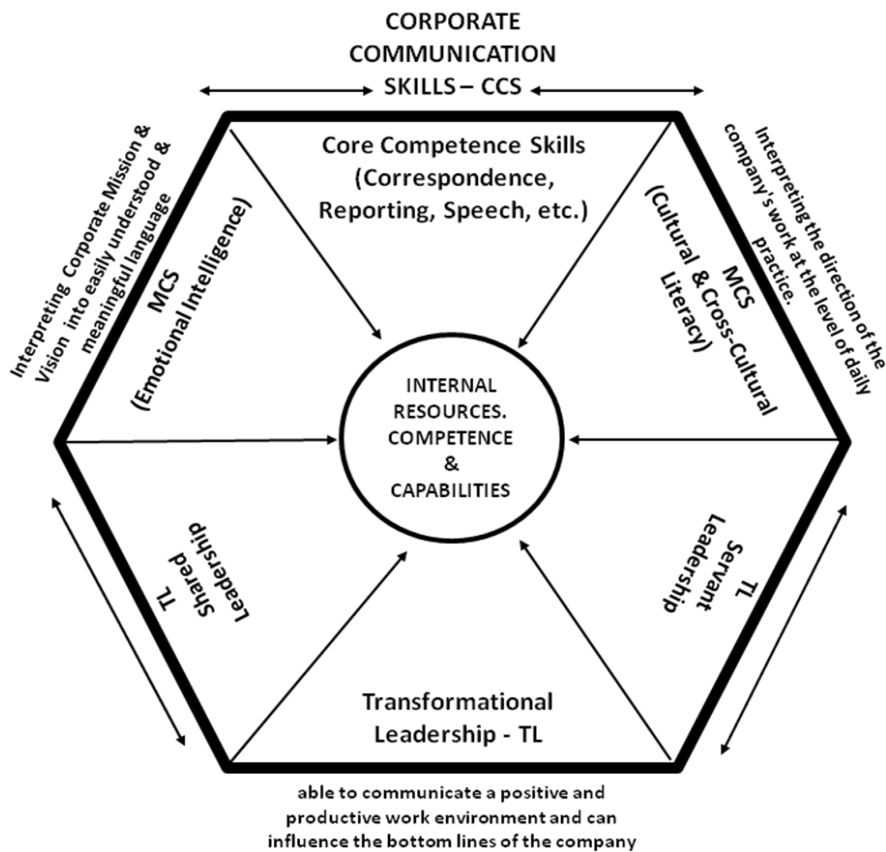 CORPORATE
COMMUNICATION
SKILLS – CCS
Interpreting Corporate Mission &
Vision into easily understood &
meaningful language
MCS
(Emotional Intelligence)
Core Competence Skills
(Correspondence,
Reporting, Speech, etc.)
MCS
(Cultural & Cross-Cultural
Literacy)
Interpreting the direction of the
company's work at the level of daily
practice.
INTERNAL
RESOURCES.
COMPETENCE
&
CAPABILITIES
TL
Shared
Leadership
TL
Servant
Leadership
Transformational
Leadership - TL
able to communicate a positive and
productive work environment and can
influence the bottom lines of the company